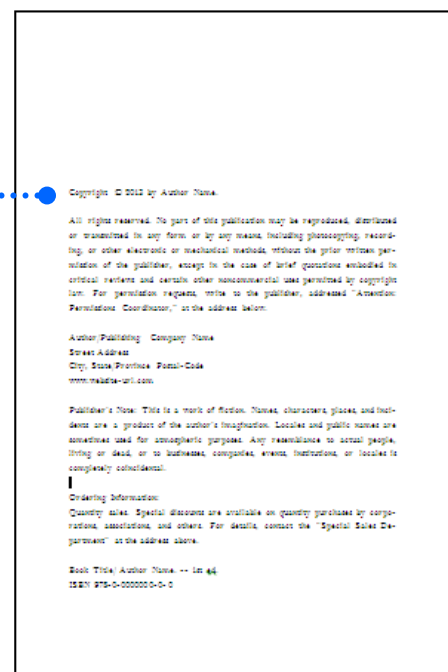 Copyright © 2012 by Author Name.
All rights reserved. No part of this publication may be reproduced, distributed
or transmitted in any form or by any means, including photocopying, record-
ing, or other electronic or mechanical methods, without the prior written per-
mission of the publisher, except in the case of brief quotations embodied in
critical reviews and certain other noncommercial uses permitted by copyright
law. For permission requests, write to the publisher, addressed "Attention:
Permissions Coordinator," at the address below.
Author/Publishing Company Name
Street Address
City, State/Province Postal-Code
www.website-url.com
Publisher's Note: This is a work of fiction. Names, characters, places, and inci-
dents are a product of the author's imagination. Locales and public names are
sometimes used for atmospheric purposes. Any resemblance to actual people,
living or dead, or to businesses, companies, events, institutions, or locales is
completely coincidental.
Ordering Information:
Quantity sales. Special discounts are available on quantity purchases by corpo-
rations, associations, and others. For details, contact the "Special Sales De-
partment" at the address above.
Book Title/ Author Name. -- 1st ed.
ISBN 978-0-0000000-0-0